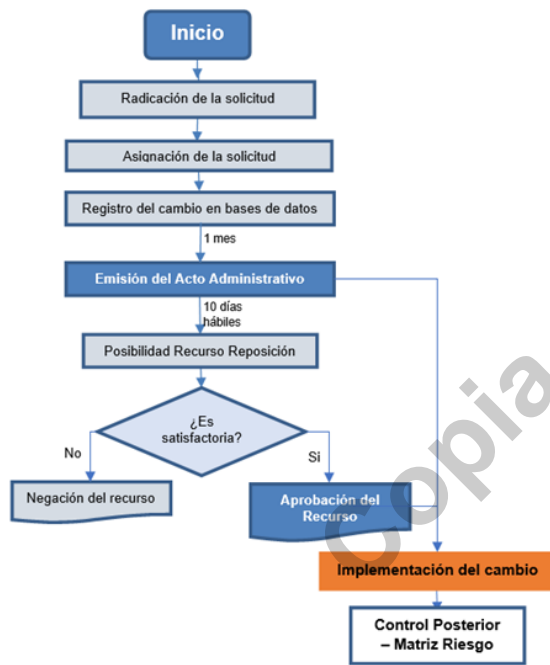 Inicio
Radicación de la solicitud
Asignación de la solicitud
Registro del cambio en bases de datos
1 mes
Emisión del Acto Administrativo
10 días
hábiles
Posibilidad Recurso Reposición
¿Es
satisfactoria?
No
Si
Negación del recurso
Aprobación del
Recurso
Implementación del cambio
Control Posterior
– Matriz Riesgo
Copia